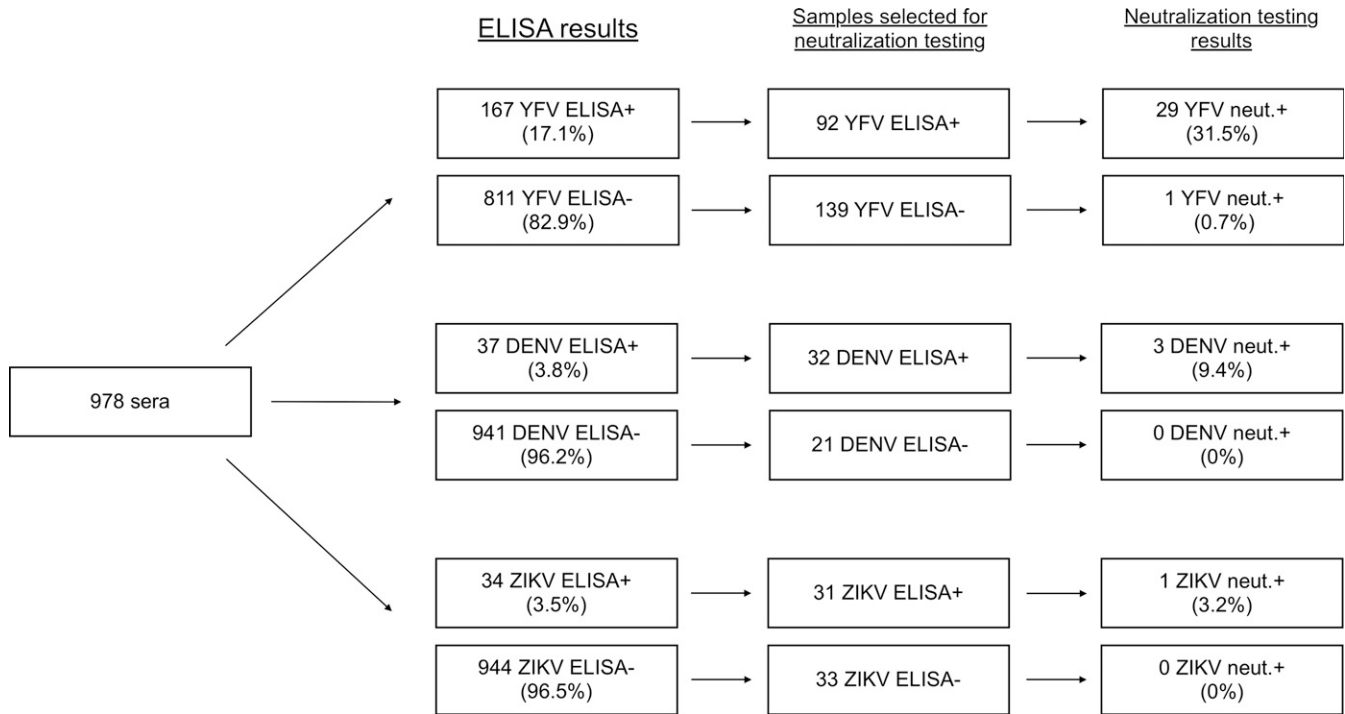 ELISA results
Samples selected for
neutralization testing
Neutralization testing
results
167 YFV ELISA+
(17.1%)
92 YFV ELISA+
29 YFV neut.+
(31.5%)
811 YFV ELISA-
(82.9%)
139 YFV ELISA-
1 YFV neut.+
(0.7%)
978 sera
37 DENV ELISA+
(3.8%)
32 DENV ELISA+
3 DENV neut.+
(9.4%)
941 DENV ELISA-
(96.2%)
21 DENV ELISA-
0 DENV neut.+
(0%)
34 ZIKV ELISA+
(3.5%)
31 ZIKV ELISA+
1 ZIKV neut.+
(3.2%)
944 ZIKV ELISA-
(96.5%)
33 ZIKV ELISA-
0 ZIKV neut.+
(0%)